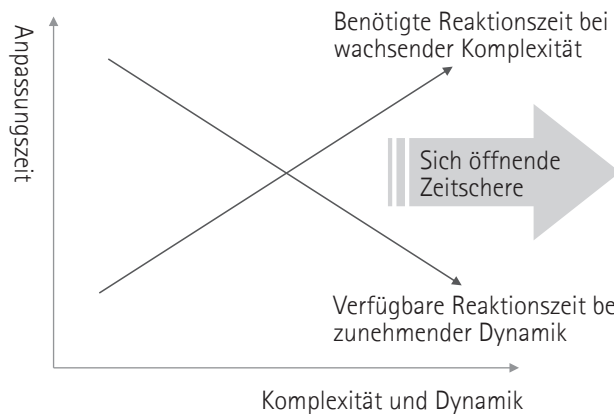 Anpassungszeit
Benötigte Reaktionszeit bei
wachsender Komplexität
Sich öffnende
Zeitschere
Verfügbare Reaktionszeit be
zunehmender Dynamik
Komplexität und Dynamik